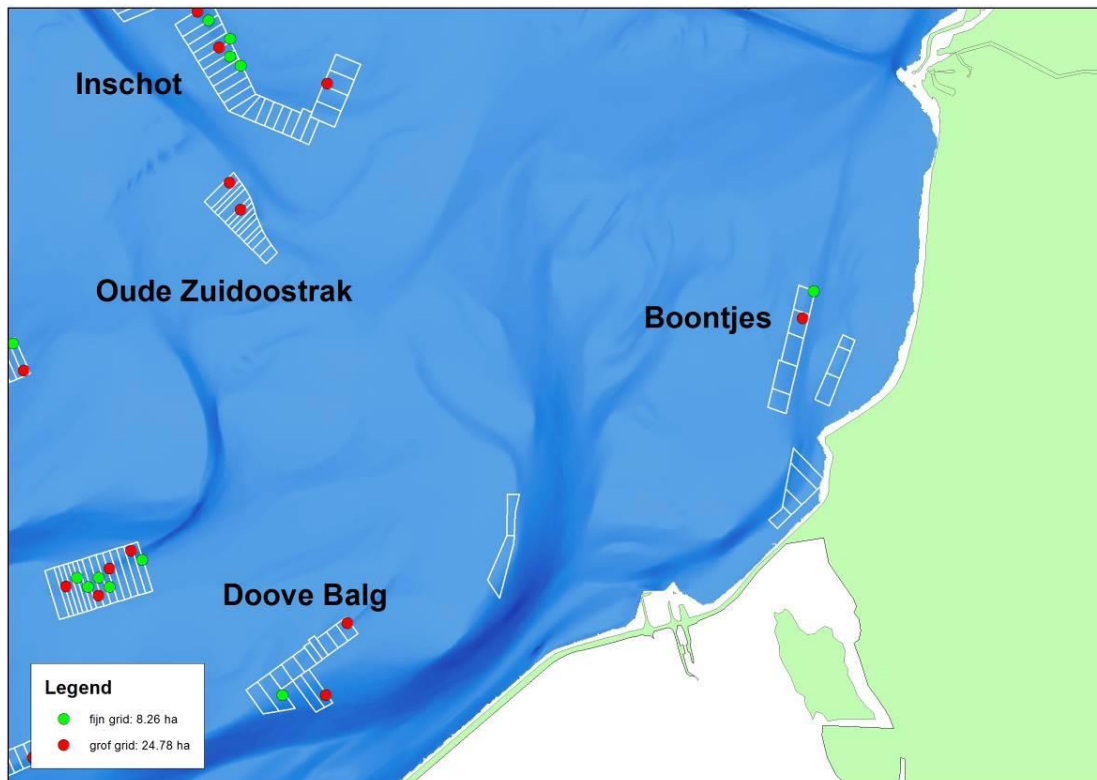 Inschot
Oude Zuidoostrak
Boontjes
Doove Balg
Legend
fijn grid: 8.26 ha
grof grid: 24.78 ha